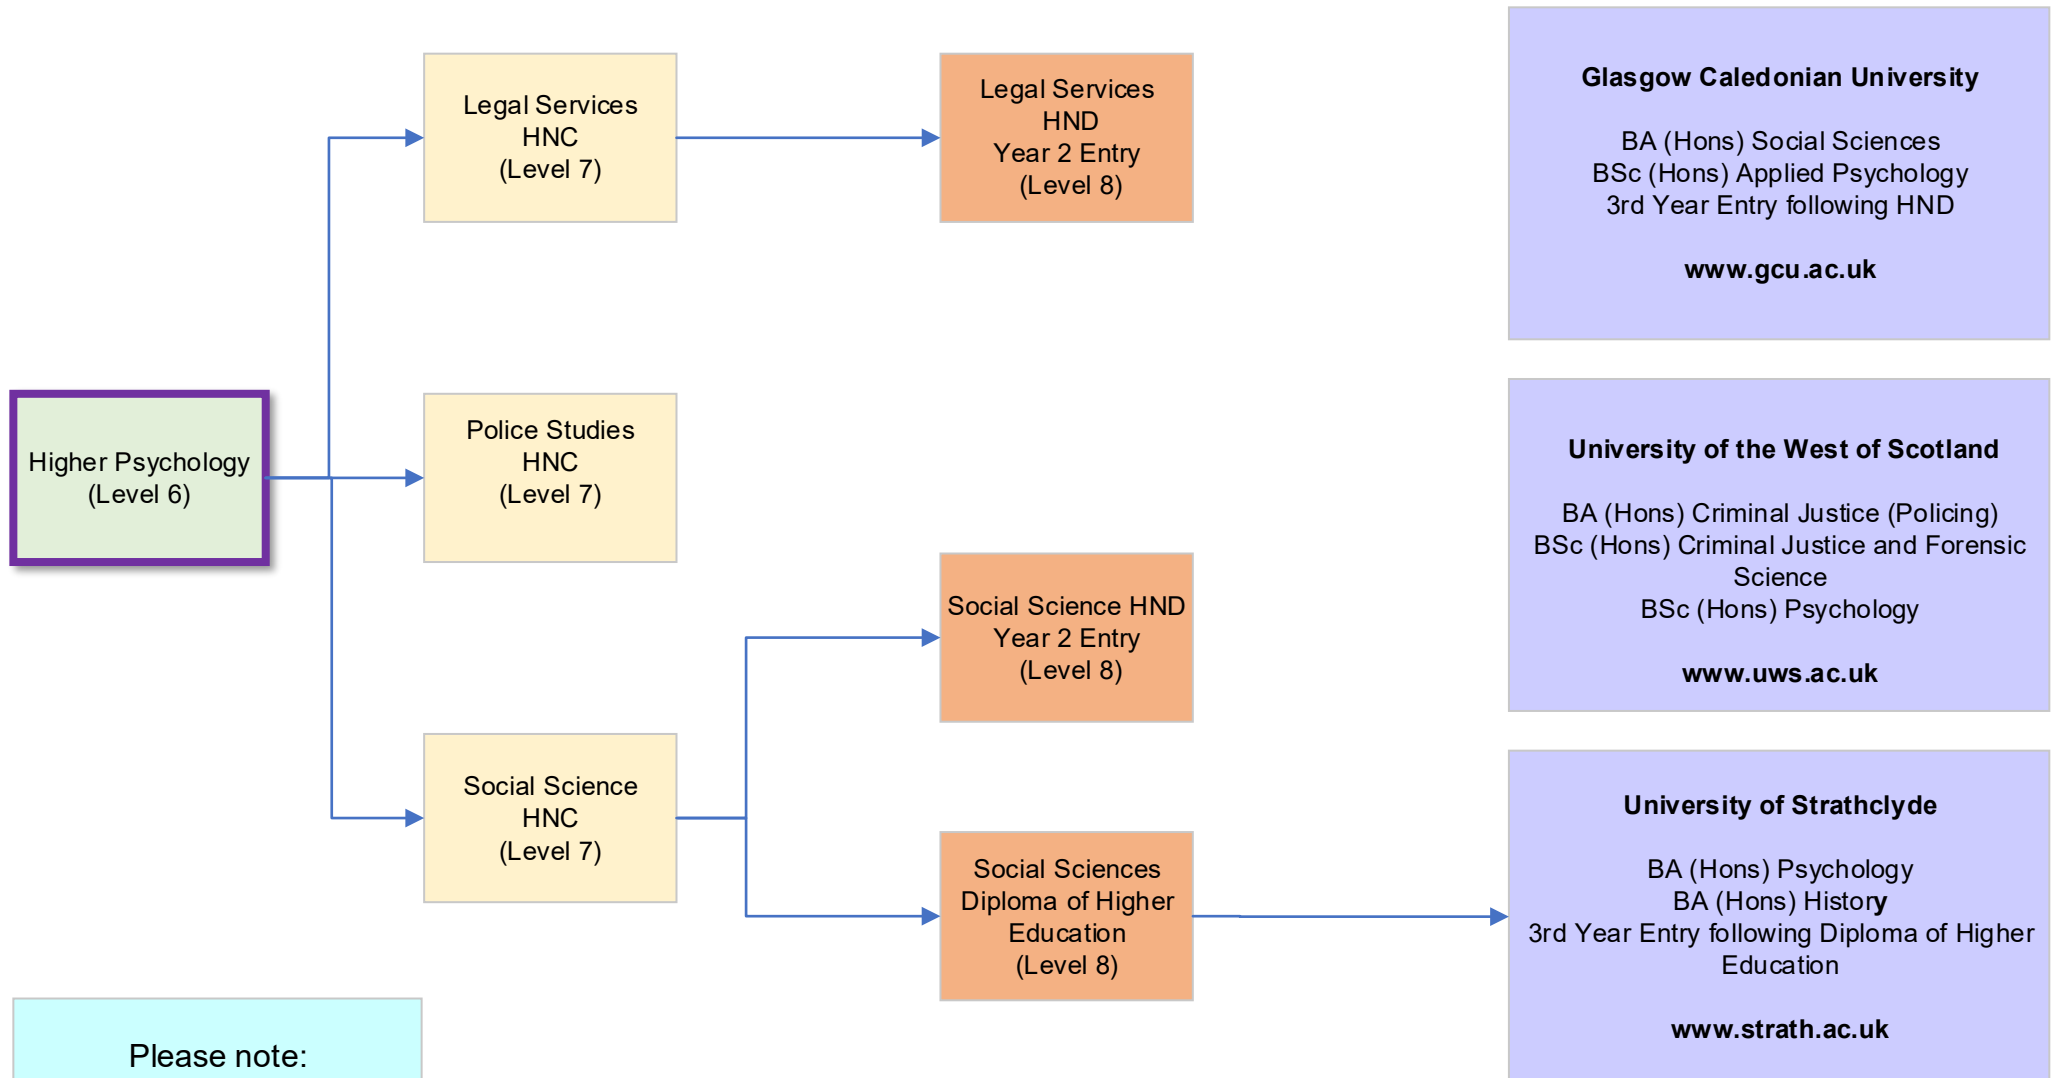 Higher Psychology
(Level 6)
Legal Services
HNC
(Level 7)
Police Studies
HNC
(Level 7)
Social Science
HNC
(Level 7)
Legal Services
HND
Year 2 Entry
(Level 8)
Social Science HND
Year 2 Entry
(Level 8)
Social Sciences
Diploma of Higher
Education
(Level 8)
Glasgow Caledonian University
BA (Hons) Social Sciences
BSc (Hons) Applied Psychology
3rd Year Entry following HND
www.gcu.ac.uk
University of the West of Scotland
BA (Hons) Criminal Justice (Policing)
BSc (Hons) Criminal Justice and Forensic
Science
BSc (Hons) Psychology
www.uws.ac.uk
University of Strathclyde
BA (Hons) Psychology
BA (Hons) History
3rd Year Entry following Diploma of Higher
Education
www.strath.ac.uk
Please note: